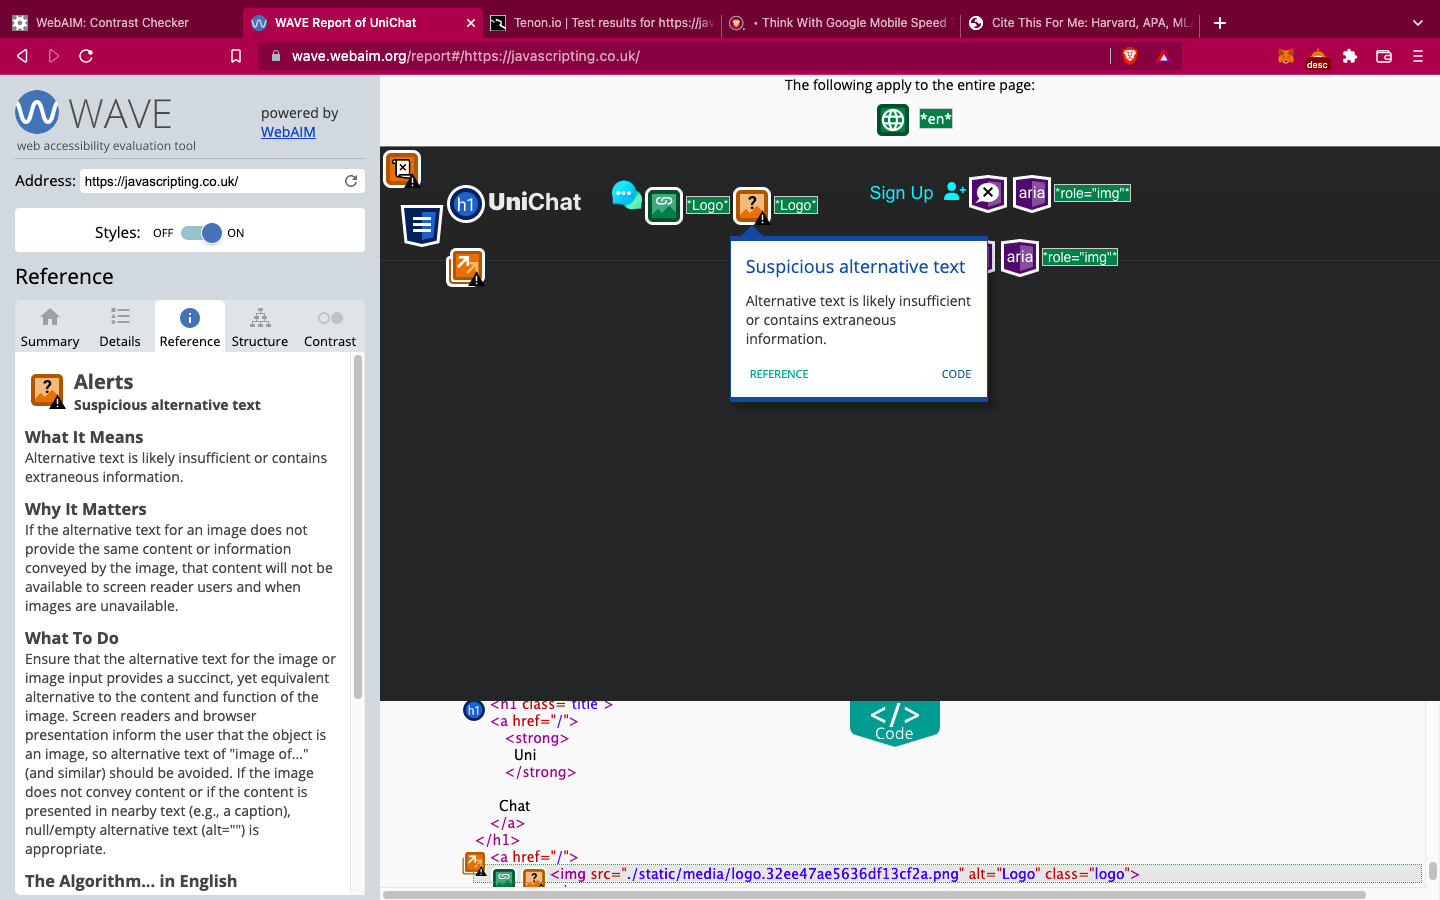 WebAIM: Contrast Checker
WAVE Report of UniChat
Tenon.io | Test results for https://jav
• Think With Google Mobile Speed
Cite This For Me: Harvard, APA, ML
wave.webaim.org/report#/https://javascripting.co.uk/
desc
WAVE
web accessibility evaluation tool
powered by
WebAIM
Address: https://javascripting.co.uk/
Styles: OFF ON
Reference
Summary Details Reference Structure Contrast
Alerts
Suspicious alternative text
What It Means
Alternative text is likely insufficient or contains
extraneous information.
Why It Matters
If the alternative text for an image does not
provide the same content or information
conveyed by the image, that content will not be
available to screen reader users and when
images are unavailable.
What To Do
Ensure that the alternative text for the image or
image input provides a succinct, yet equivalent
alternative to the content and function of the
image. Screen readers and browser
presentation inform the user that the object is
an image, so alternative text of "image of..."
(and similar) should be avoided. If the image
does not convey content or if the content is
presented in nearby text (e.g., a caption),
null/empty alternative text (alt="") is
appropriate.
The Algorithm... in English
The following apply to the entire page:
*en*
h1 UniChat *Logo* *Logo*
Sign Up aria *role="img"*
aria *role="img"*
Suspicious alternative text
Alternative text is likely insufficient
or contains extraneous
information.
REFERENCE CODE
</>
Code
h1 <h1 class="title">
<a href="/">
<strong>
Uni
</strong>
Chat
</a>
</h1>
<a href="/">
<img src="./static/media/logo.32ee47ae5636df13cf2a.png" alt="Logo" class="logo">